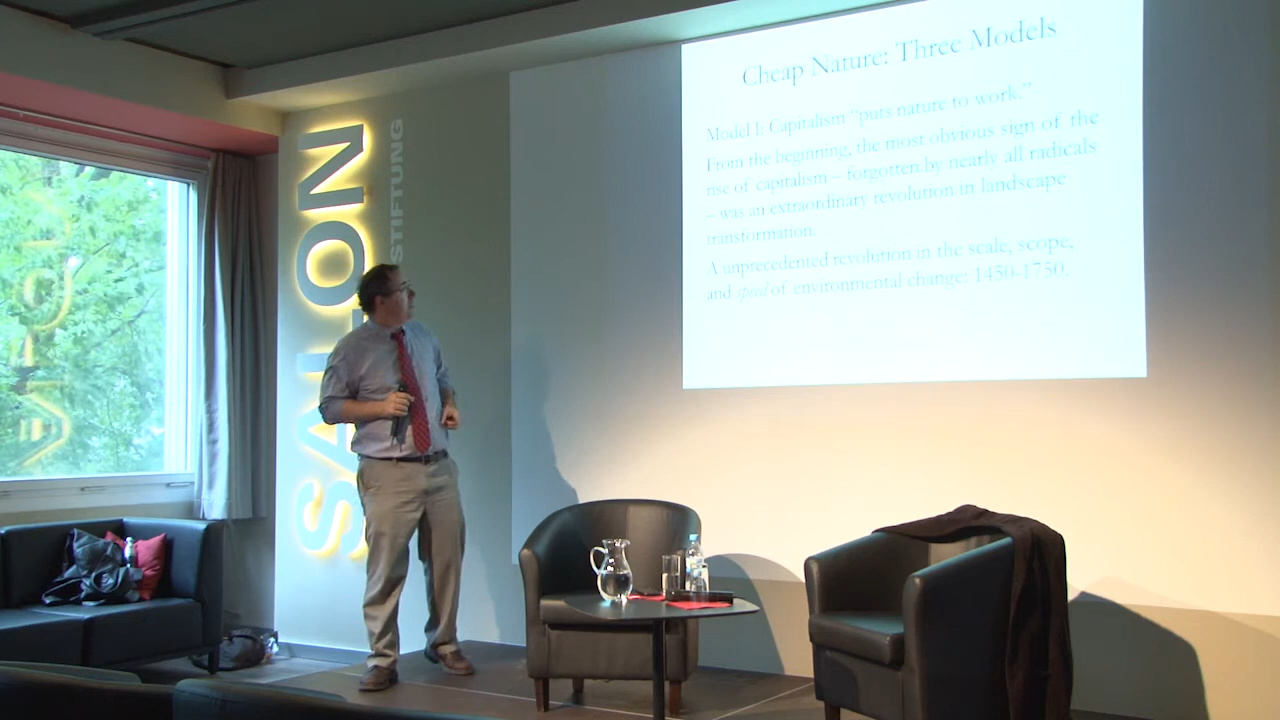 Cheap Nature: Three Models
Model I: Capitalism "puts nature to work."
From the beginning, the most obvious sign of the
rise of capitalism – forgotten by nearly all radicals
– was an extraordinary revolution in landscape
transformation.
A unprecedented revolution in the scale, scope,
and speed of environmental change: 1450-1750.
SALON
STIFTUNG